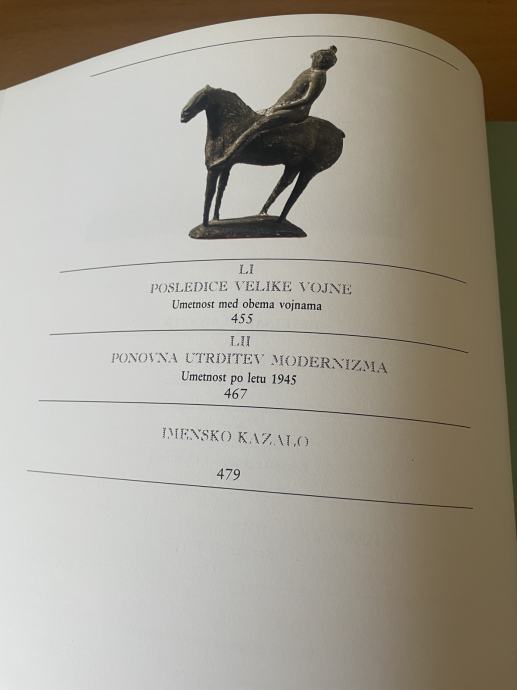 LI
POSLEDICE VELIKE VOJNE
Umetnost med obema vojnama
455
LII
PONOVNA UTRDITEV MODERNIZMA
Umetnost po letu 1945
467
IMENSKO KAZALO
479